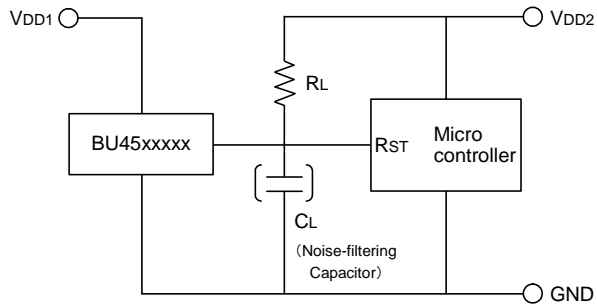 VDD1
VDD2
RL
BU45xxxxx
RST
Micro
controller
CL
（Noise-filtering
Capacitor）
GND